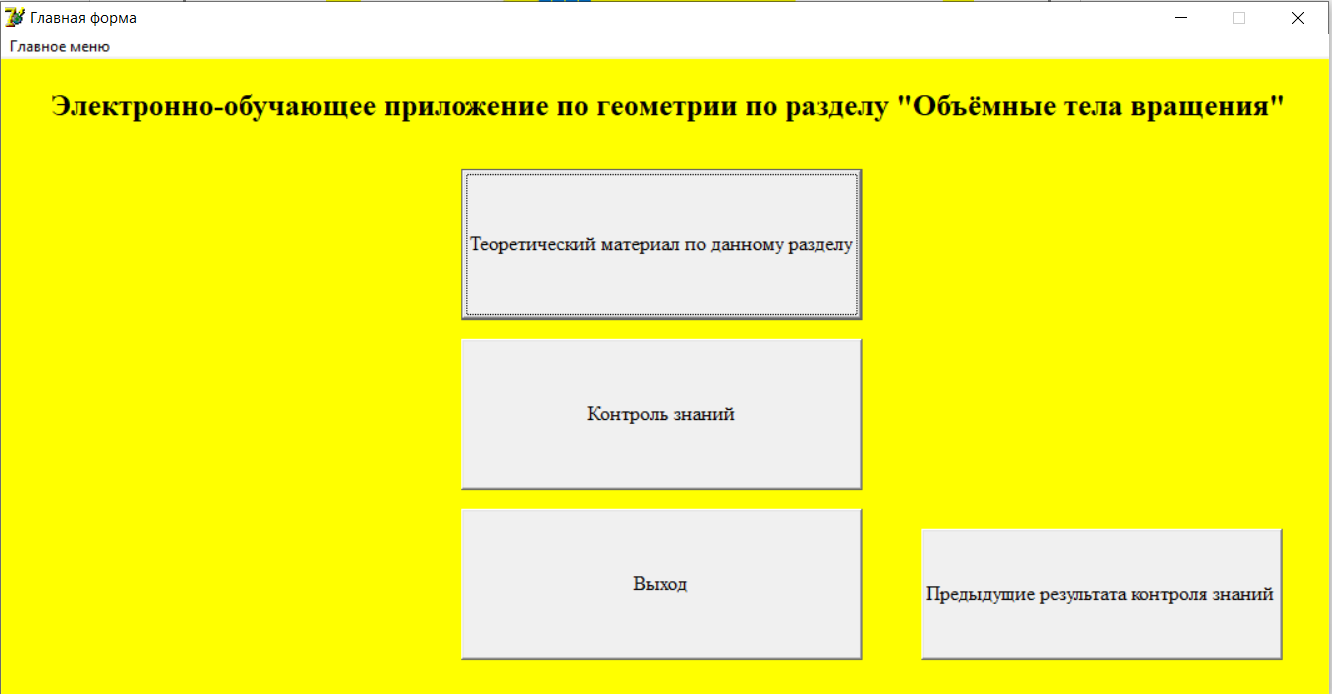 Главная форма
Главное меню
Электронно-обучающее приложение по геометрии по разделу "Объёмные тела вращения"
Теоретический материал по данному разделу
Контроль знаний
Выход
Предыдущие результата контроля знаний